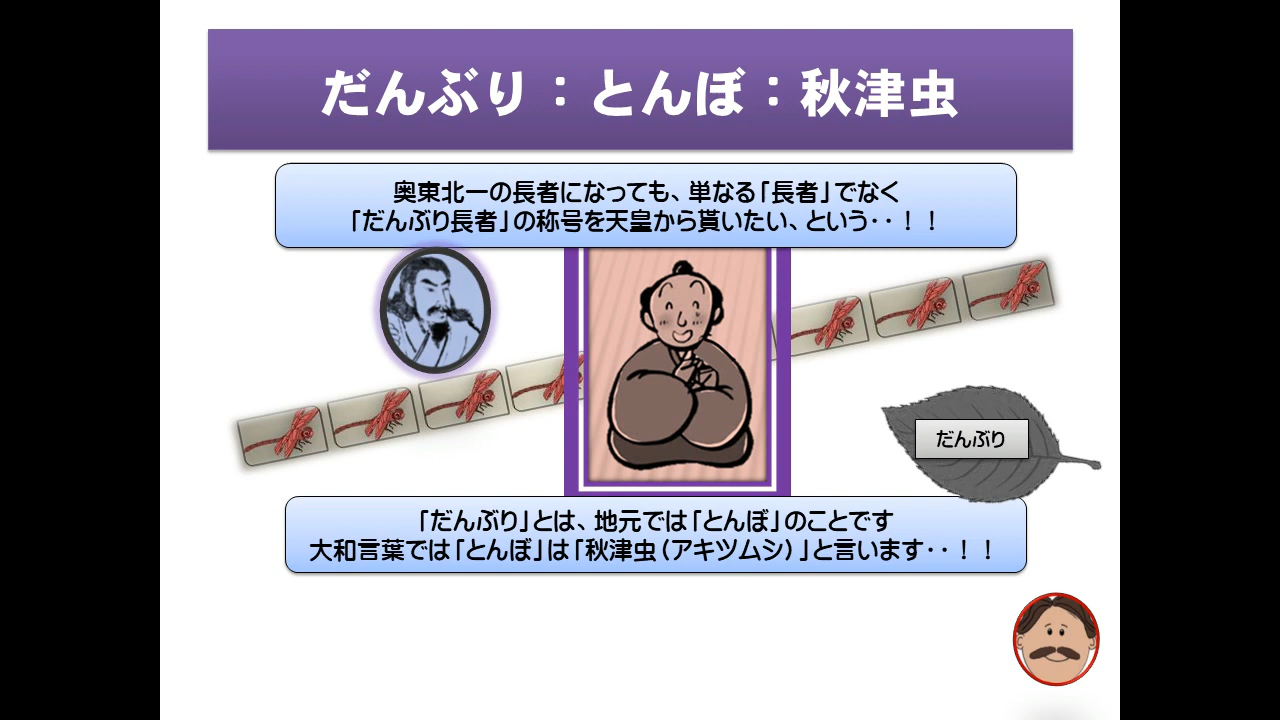 だんぶり：とんぼ：秋津虫
奥東北一の長者になっても、単なる「長者」でなく
「だんぶり長者」の称号を天皇から貰いたい、という‥！！
だんぶり
「だんぶり」とは、地元では「とんぼ」のことです
大和言葉では「とんぼ」は「秋津虫（アキツムシ）」と言います‥！！